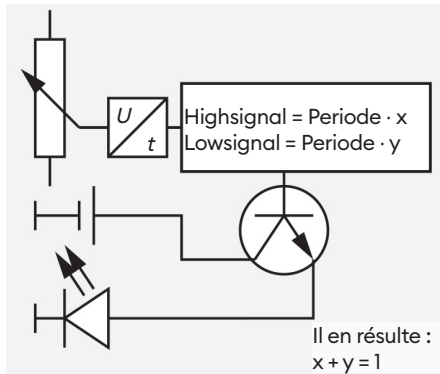 U
t
Highsignal = Periode · x
Lowsignal = Periode · y
Il en résulte :
x + y = 1